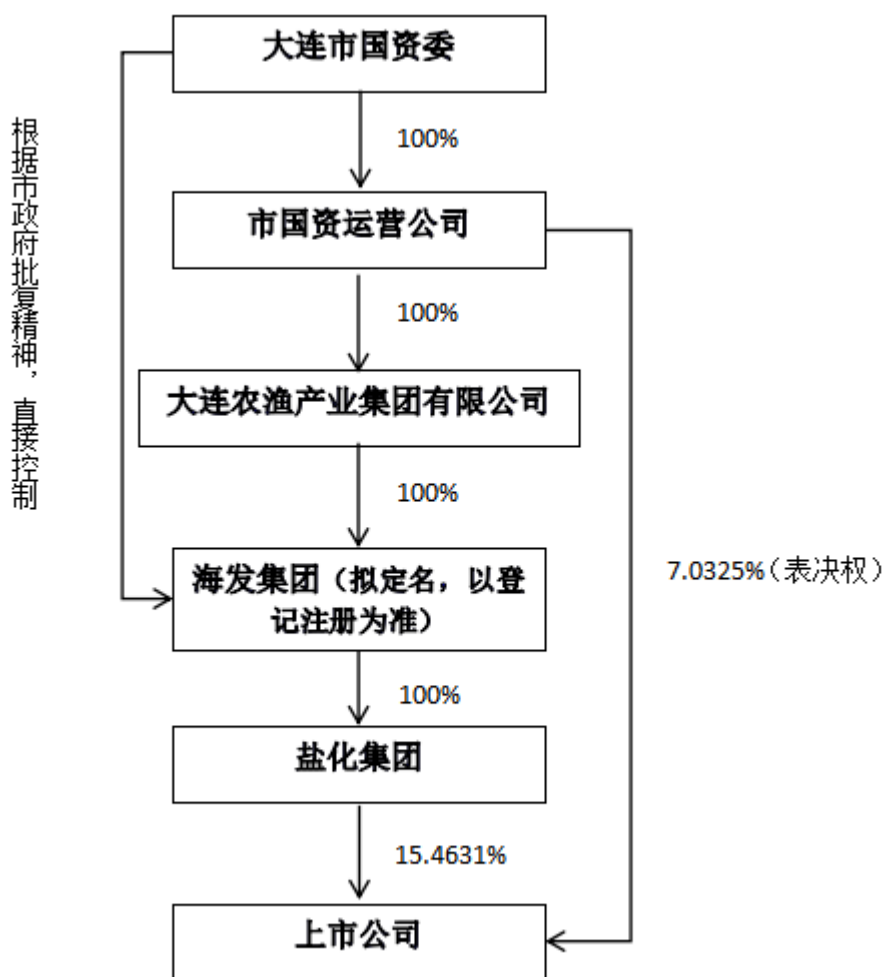 大连市国资委
100%
市国资运营公司
100%
大连农渔产业集团有限公司
100%
海发集团（拟定名，以登
记注册为准）
100%
盐化集团
15.4631%
上市公司
根据市政府批复精神，直接控制
7.0325%（表决权）